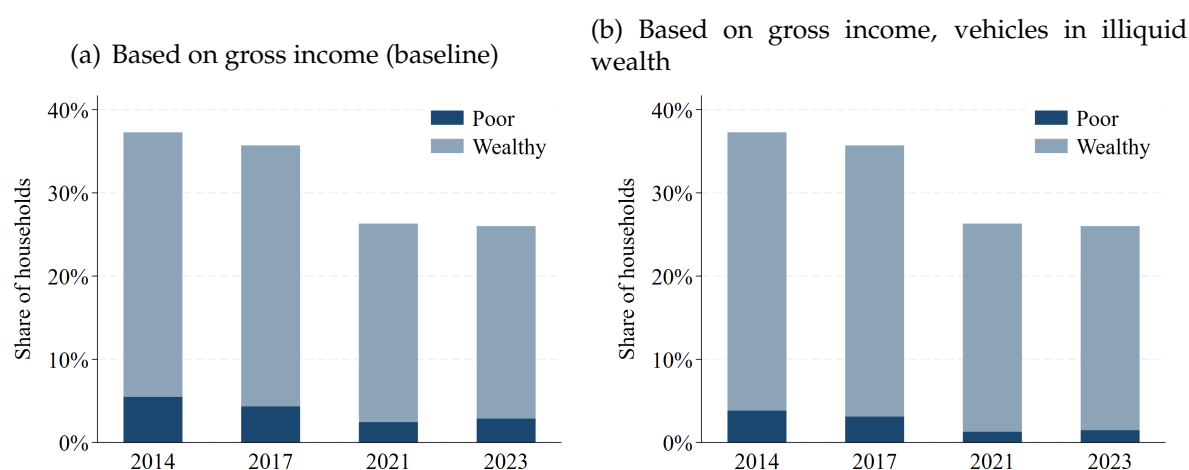 (a) Based on gross income (baseline)
40%
30%
20%
10%
0%
Share of households
Poor
Wealthy
2014 2017 2021 2023
(b) Based on gross income, vehicles in illiquid
wealth
40%
30%
20%
10%
0%
Share of households
Poor
Wealthy
2014 2017 2021 2023